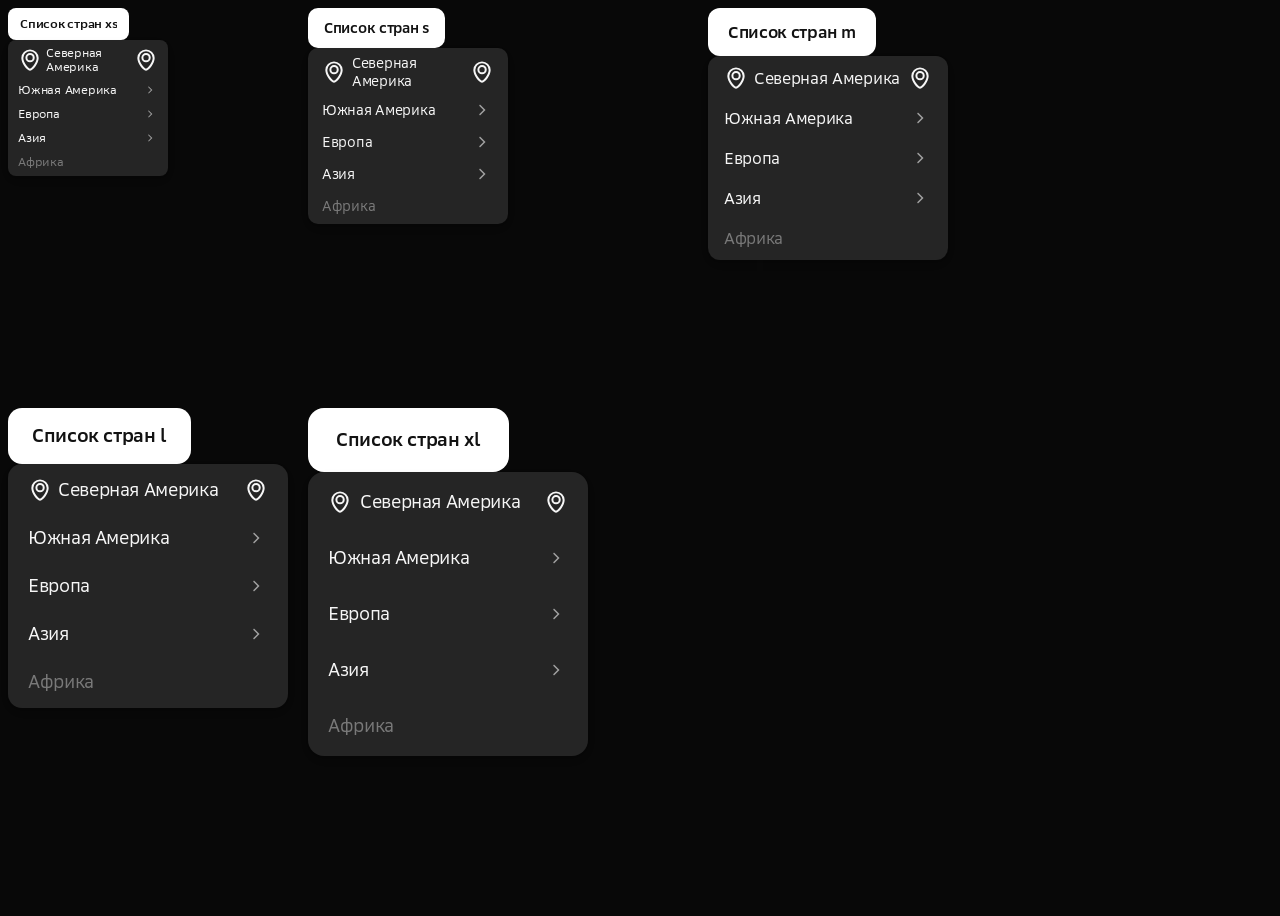 Список стран xs
Северная
Америка
Южная Америка
Европа
Азия
Африка
Список стран s
Северная
Америка
Южная Америка
Европа
Азия
Африка
Список стран m
Северная Америка
Южная Америка
Европа
Азия
Африка
Список стран l
Северная Америка
Южная Америка
Европа
Азия
Африка
Список стран xl
Северная Америка
Южная Америка
Европа
Азия
Африка